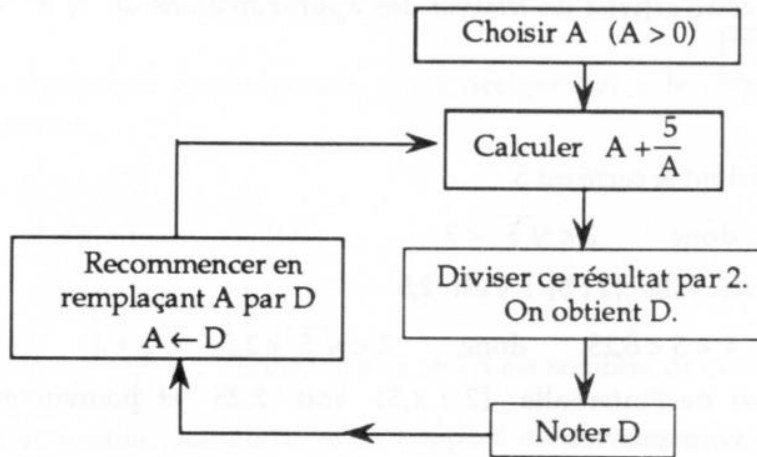 Choisir A (A > 0)
Calculer A + 5/A
Recommencer en
remplaçant A par D
A ← D
Diviser ce résultat par 2.
On obtient D.
Noter D